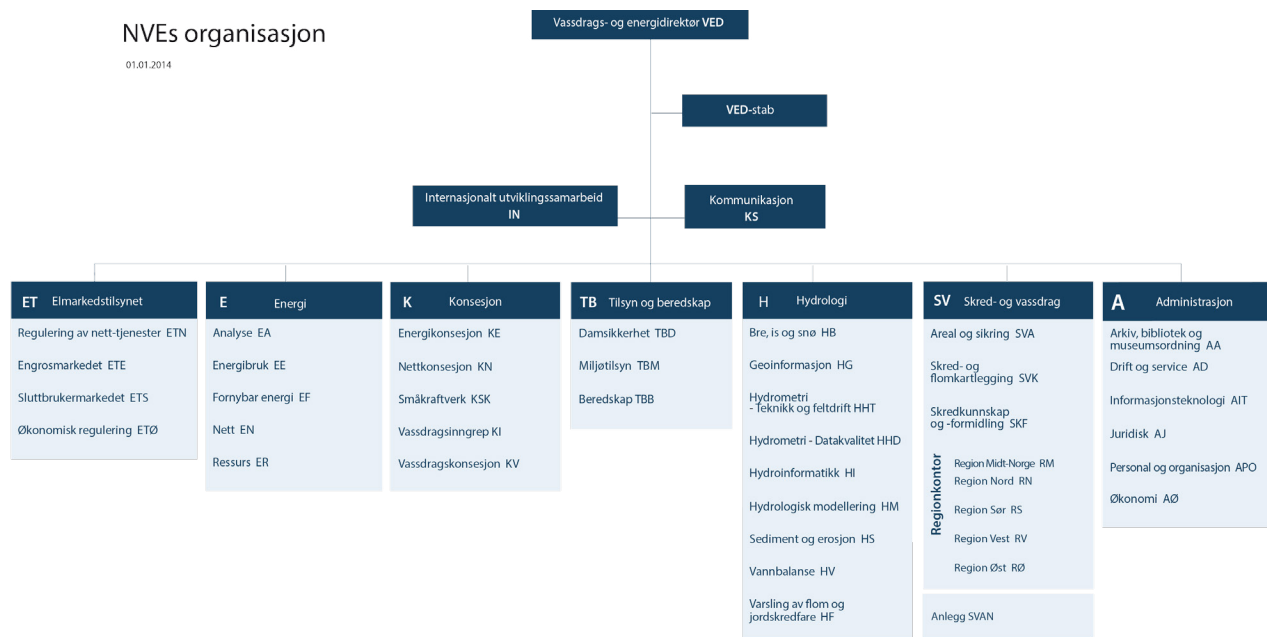 NVEs organisasjon
01.01.2014
Vassdrags- og energidirektør VED
VED-stab
Internasjonalt utviklingssamarbeid
IN
Kommunikasjon
KS
ET Elmarkedstilsynet
Regulering av nett-tjenester ETN
Engrosmarkedet ETE
Sluttbrukermarkedet ETS
Økonomisk regulering ETØ
E Energi
Analyse EA
Energibruk EE
Fornybar energi EF
Nett EN
Ressurs ER
K Konsesjon
Energikonsesjon KE
Nettkonsesjon KN
Småkraftverk KSK
Vassdragsinngrep KI
Vassdragskonsesjon KV
TB Tilsyn og beredskap
Damsikkerhet TBD
Miljøtilsyn TBM
Beredskap TBB
H Hydrologi
Bre, is og snø HB
Geoinformasjon HG
Hydrometri
- Teknikk og feltdrift HHT
Hydrometri - Datakvalitet HHD
Hydroinformatikk HI
Hydrologisk modellering HM
Sediment og erosjon HS
Vannbalanse HV
Varsling av flom og
jordskredfare HF
SV Skred- og vassdrag
Areal og sikring SVA
Skred- og
flomkartlegging SVK
Skredkunnskap
og -formidling SKF
Regionkontor
Region Midt-Norge RM
Region Nord RN
Region Sør RS
Region Vest RV
Region Øst RØ
Anlegg SVAN
A Administrasjon
Arkiv, bibliotek og
museumsordning AA
Drift og service AD
Informasjonsteknologi AIT
Juridisk AJ
Personal og organisasjon APO
Økonomi AØ